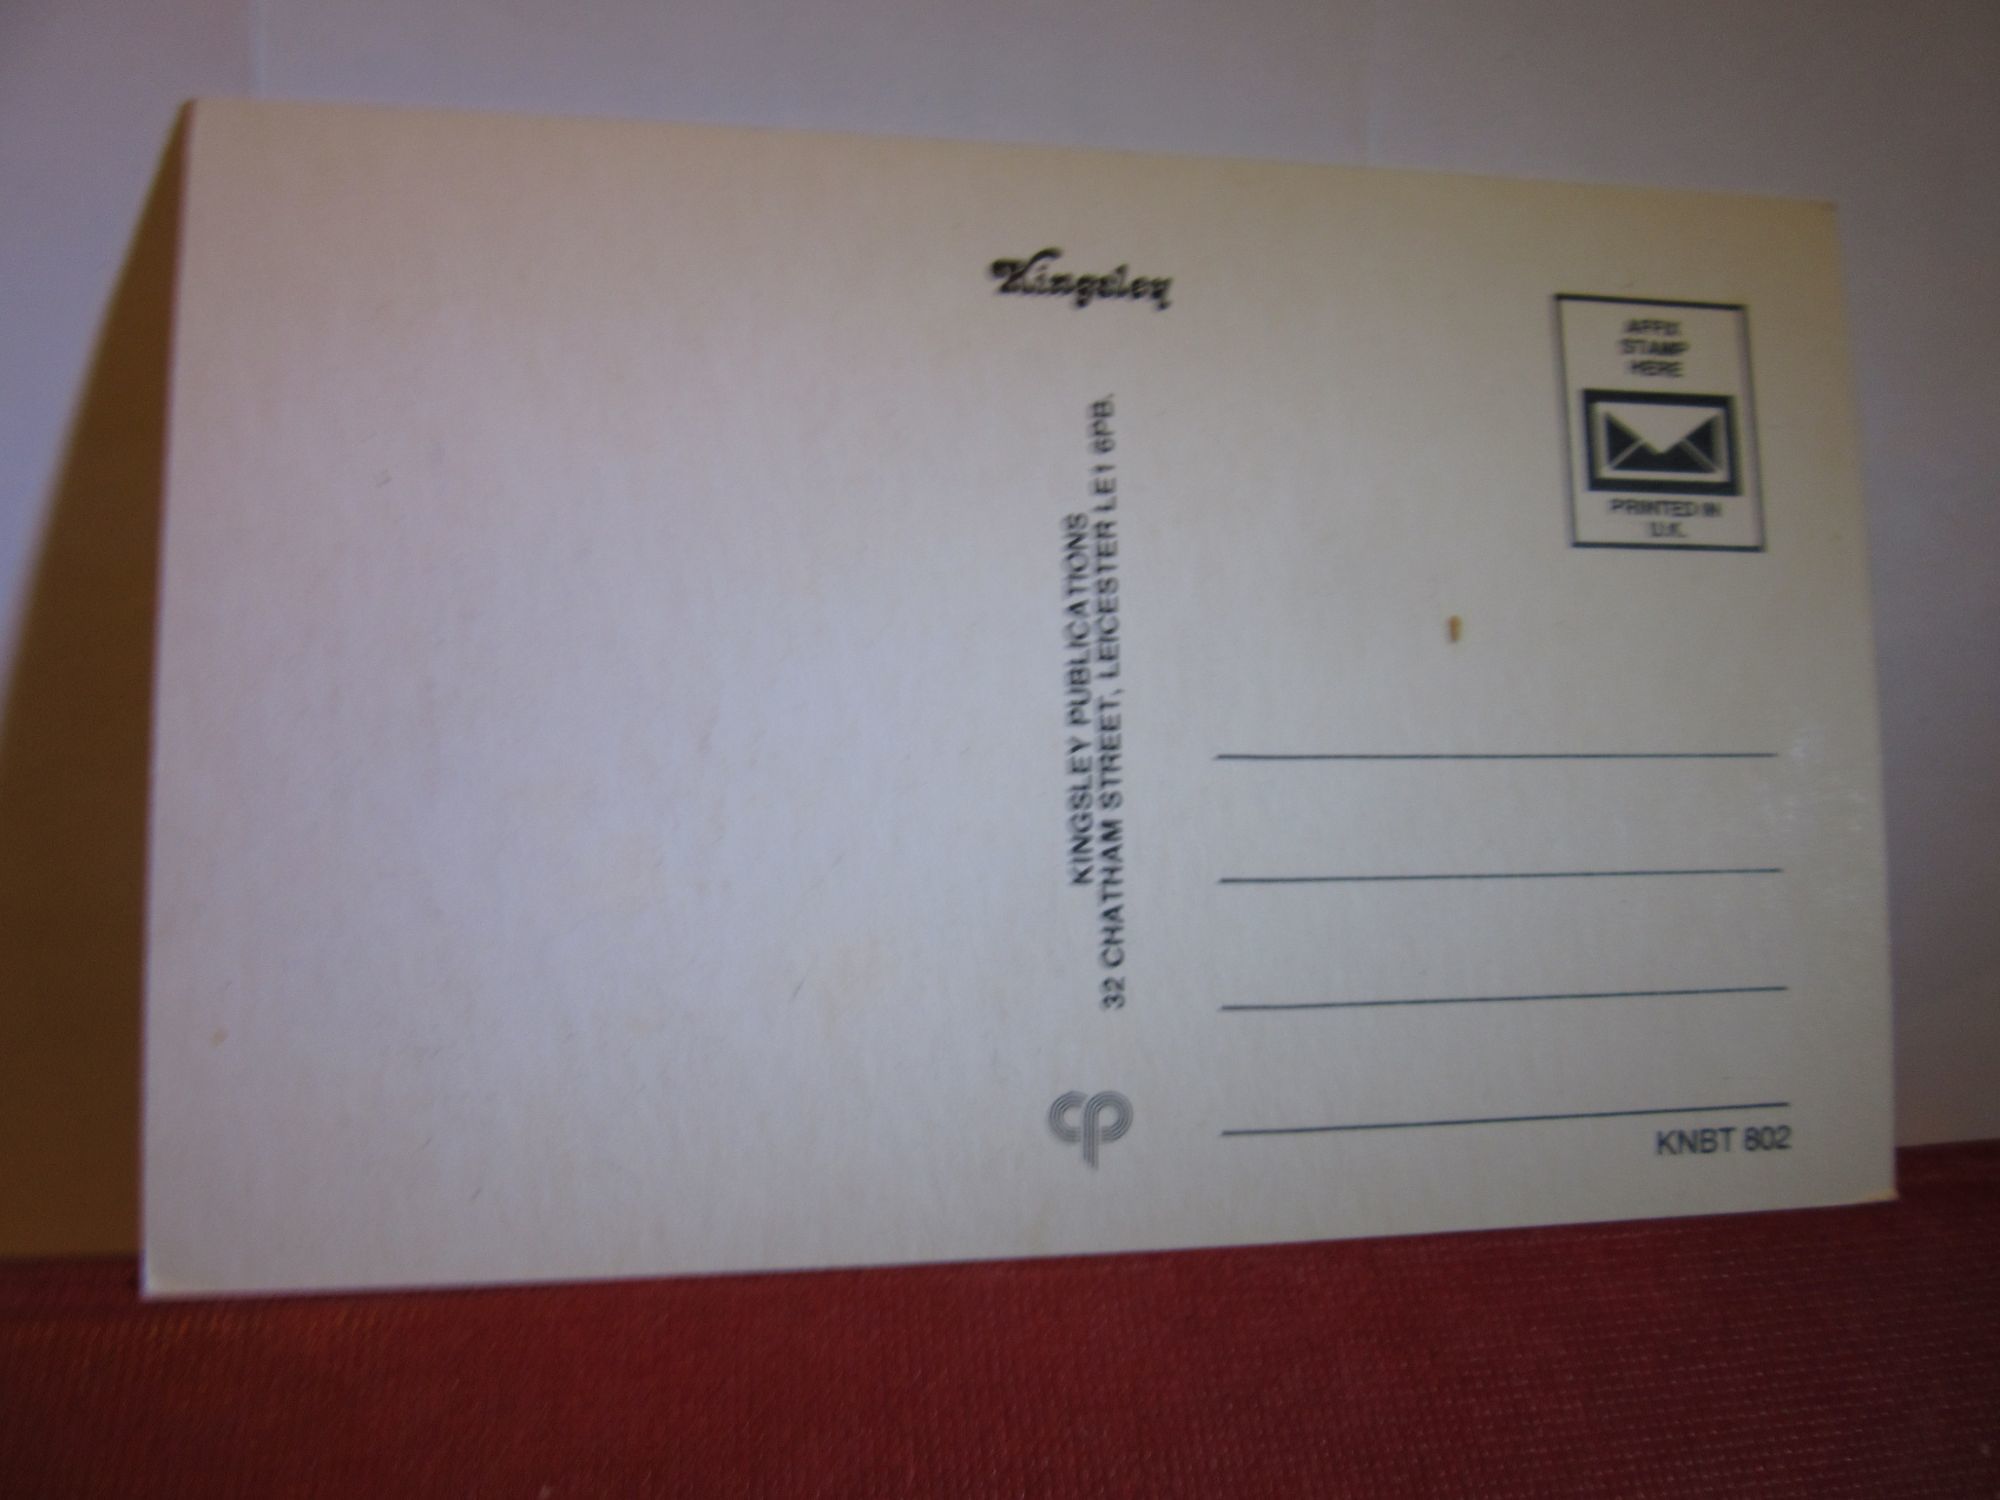 Kingsley
AFFIX
STAMP
HERE
PRINTED IN
U.K.
KINGSLEY PUBLICATIONS
32 CHATHAM STREET, LEICESTER LE1 6PB.
KNBT 802